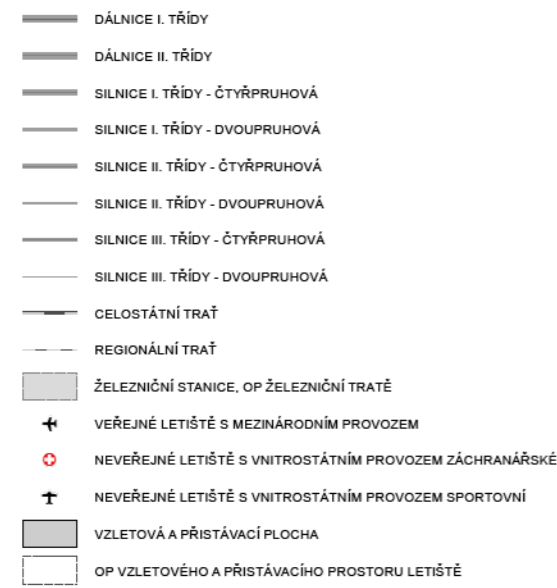 DÁLNICE I. TŘÍDY
DÁLNICE II. TŘÍDY
SILNICE I. TŘÍDY - ČTYŘPRUHOVÁ
SILNICE I. TŘÍDY - DVOUPRUHOVÁ
SILNICE II. TŘÍDY - ČTYŘPRUHOVÁ
SILNICE II. TŘÍDY - DVOUPRUHOVÁ
SILNICE III. TŘÍDY - ČTYŘPRUHOVÁ
SILNICE III. TŘÍDY - DVOUPRUHOVÁ
CELOSTÁTNÍ TRAŤ
REGIONÁLNÍ TRAŤ
ŽELEZNIČNÍ STANICE, OP ŽELEZNIČNÍ TRATĚ
VEŘEJNÉ LETIŠTĚ S MEZINÁRODNÍM PROVOZEM
NEVEŘEJNÉ LETIŠTĚ S VNITROSTÁTNÍM PROVOZEM ZÁCHRANÁŘSKÉ
NEVEŘEJNÉ LETIŠTĚ S VNITROSTÁTNÍM PROVOZEM SPORTOVNÍ
VZLETOVÁ A PŘISTÁVACÍ PLOCHA
OP VZLETOVÉHO A PŘISTÁVACÍHO PROSTORU LETIŠTĚ